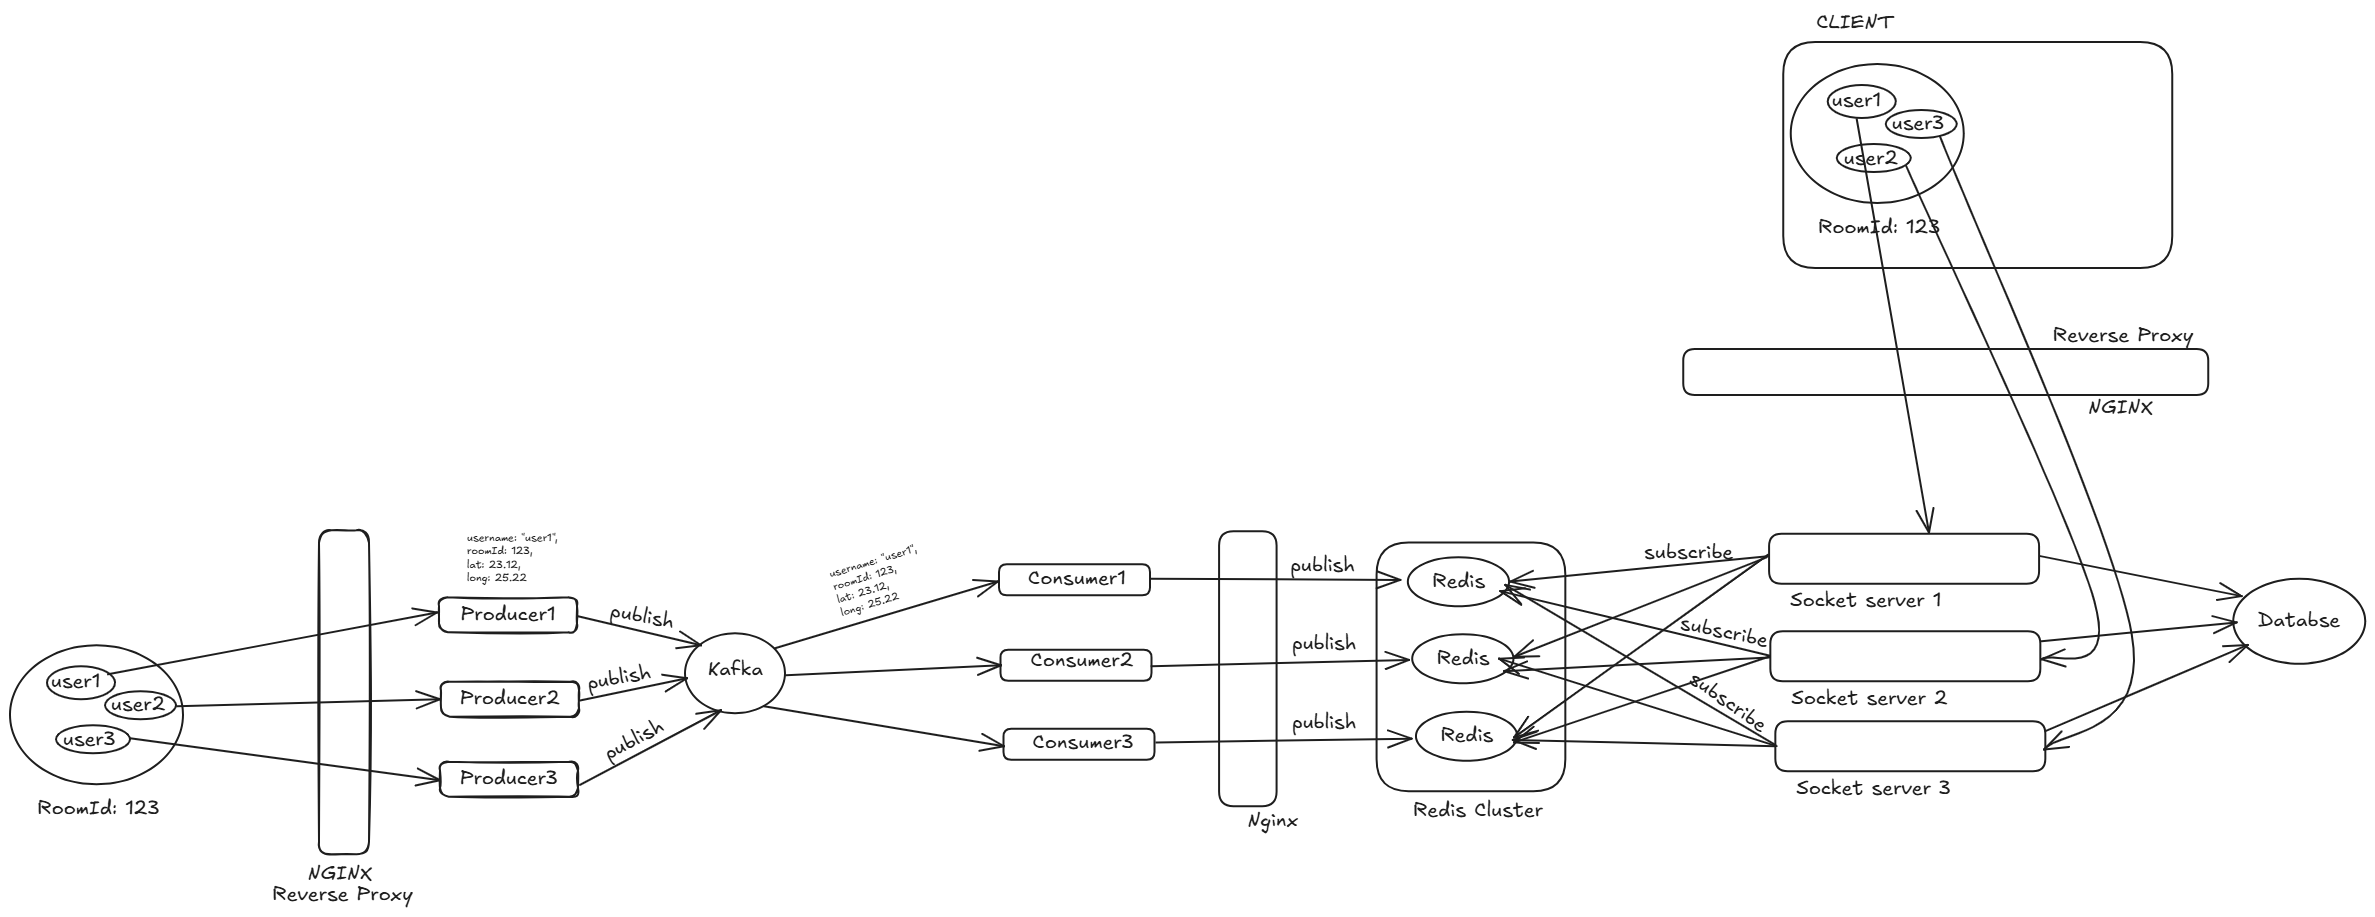 CLIENT
user1
user3
user2
RoomId: 123
Reverse Proxy
NGINX
username: "user1",
roomId: 123,
lat: 23.12,
long: 25.22
username: "user1",
roomId: 123,
lat: 23.12,
long: 25.22
user1
user2
user3
RoomId: 123
NGINX
Reverse Proxy
Producer1
Producer2
Producer3
publish
publish
publish
Kafka
Consumer1
Consumer2
Consumer3
Nginx
publish
publish
publish
Redis
Redis
Redis
Redis Cluster
subscribe
subscribe
subscribe
Socket server 1
Socket server 2
Socket server 3
Databse